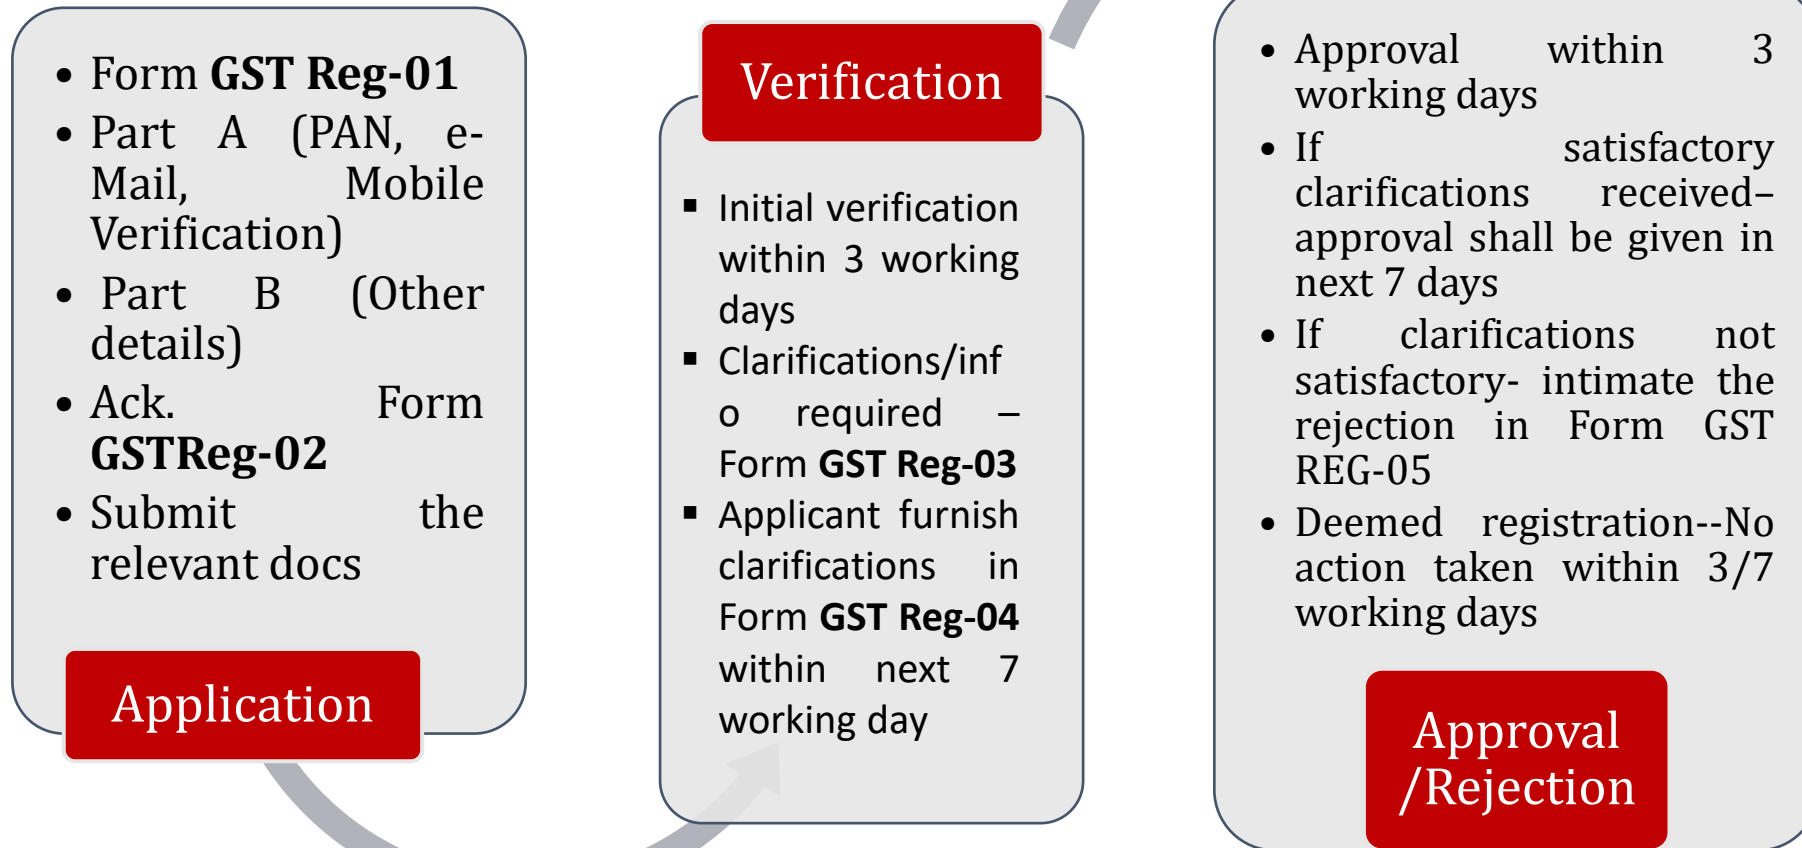 • Form GST Reg-01
• Part A (PAN, e-
Mail, Mobile
Verification)
• Part B (Other
details)
• Ack. Form
GSTReg-02
• Submit the
relevant docs
Application
Verification
▪ Initial verification
within 3 working
days
▪ Clarifications/inf
o required –
Form GST Reg-03
▪ Applicant furnish
clarifications in
Form GST Reg-04
within next 7
working day
• Approval within 3
working days
• If satisfactory
clarifications received–
approval shall be given in
next 7 days
• If clarifications not
satisfactory- intimate the
rejection in Form GST
REG-05
• Deemed registration--No
action taken within 3/7
working days
Approval
/Rejection